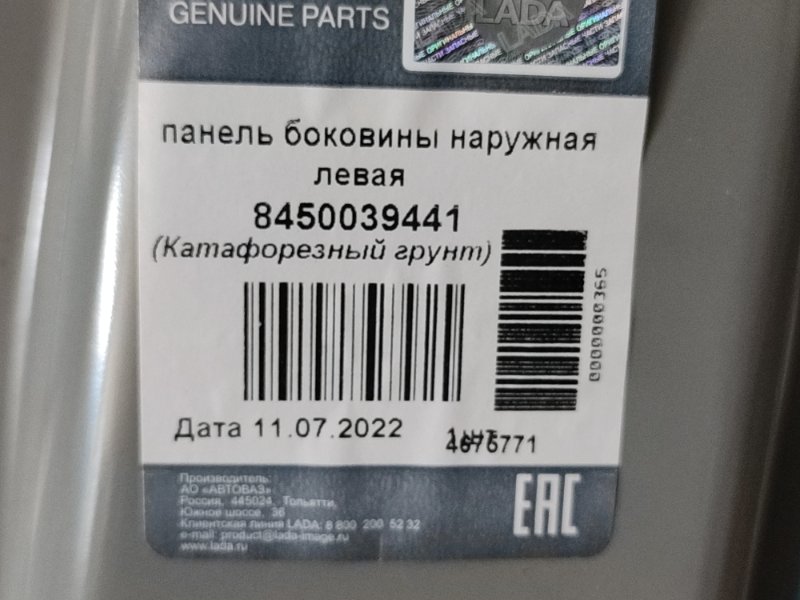 GENUINE PARTS
LADA
панель боковины наружная
левая
8450039441
(Катафорезный грунт)
0000000365
Дата 11.07.2022
1 шт
4676771
Производитель:
АО «АВТОВАЗ»
Россия, 445024, Тольятти,
Южное шоссе, 36
Клиентская линия LADA: 8 800 200 52 32
e-mail: product@lada-image.ru
www.lada.ru
EAC